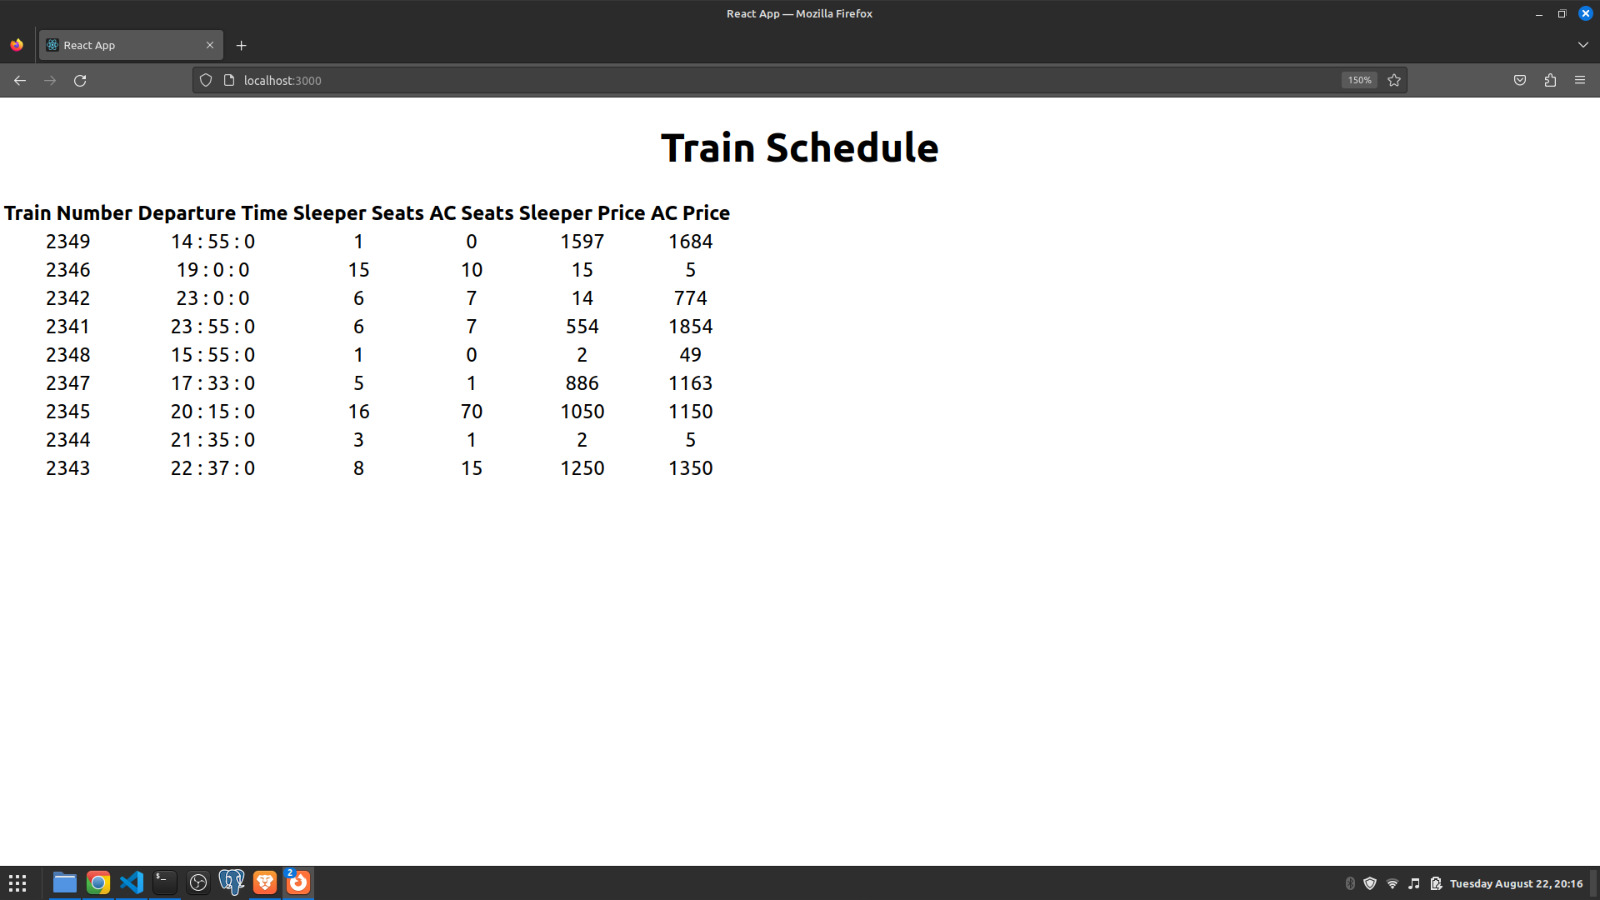 React App — Mozilla Firefox
React App
localhost:3000
150%
Train Schedule
Train Number Departure Time Sleeper Seats AC Seats Sleeper Price AC Price
2349 14 : 55 : 0 1 0 1597 1684
2346 19 : 0 : 0 15 10 15 5
2342 23 : 0 : 0 6 7 14 774
2341 23 : 55 : 0 6 7 554 1854
2348 15 : 55 : 0 1 0 2 49
2347 17 : 33 : 0 5 1 886 1163
2345 20 : 15 : 0 16 70 1050 1150
2344 21 : 35 : 0 3 1 2 5
2343 22 : 37 : 0 8 15 1250 1350
2
Tuesday August 22, 20:16